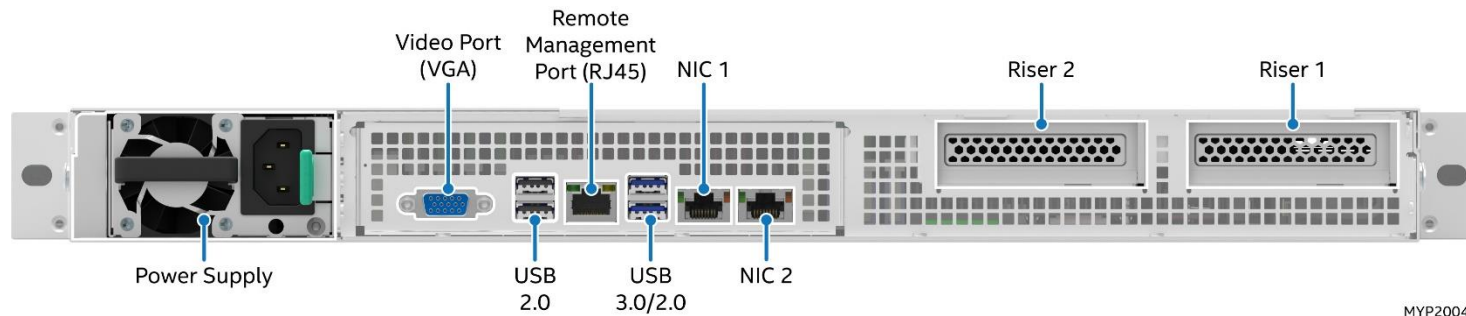 Video Port
(VGA)
Remote
Management
Port (RJ45)
NIC 1
Riser 2
Riser 1
Power Supply
USB
2.0
USB
3.0/2.0
NIC 2
MYP2004